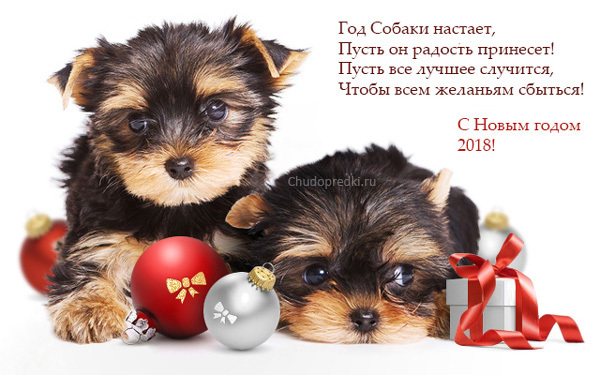 Год Собаки настает,
Пусть он радость принесет!
Пусть все лучшее случится,
Чтобы всем желаньям сбыться!
С Новым годом
2018!
Chudopredki.ru